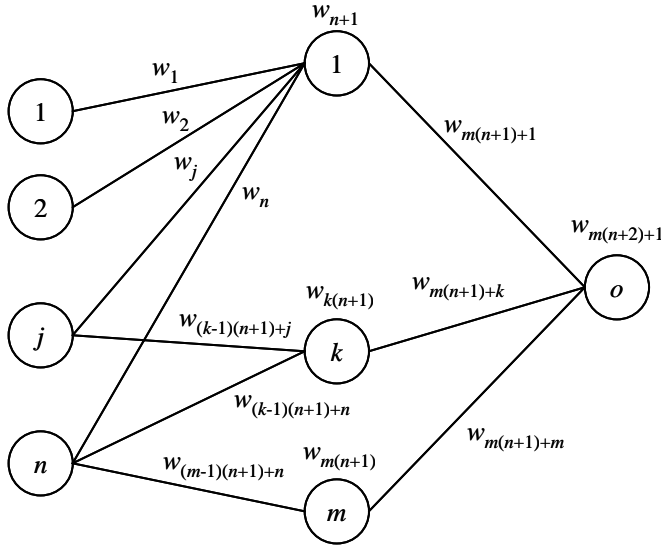 w_{n+1}
1
w_1
1
w_2
w_{m(n+1)+1}
w_j
2
w_n
w_{m(n+2)+1}
w_{k(n+1)}
w_{m(n+1)+k}
o
w_{(k-1)(n+1)+j}
j
k
w_{(k-1)(n+1)+n}
w_{m(n+1)+m}
w_{m(n+1)}
n
w_{(m-1)(n+1)+n}
m